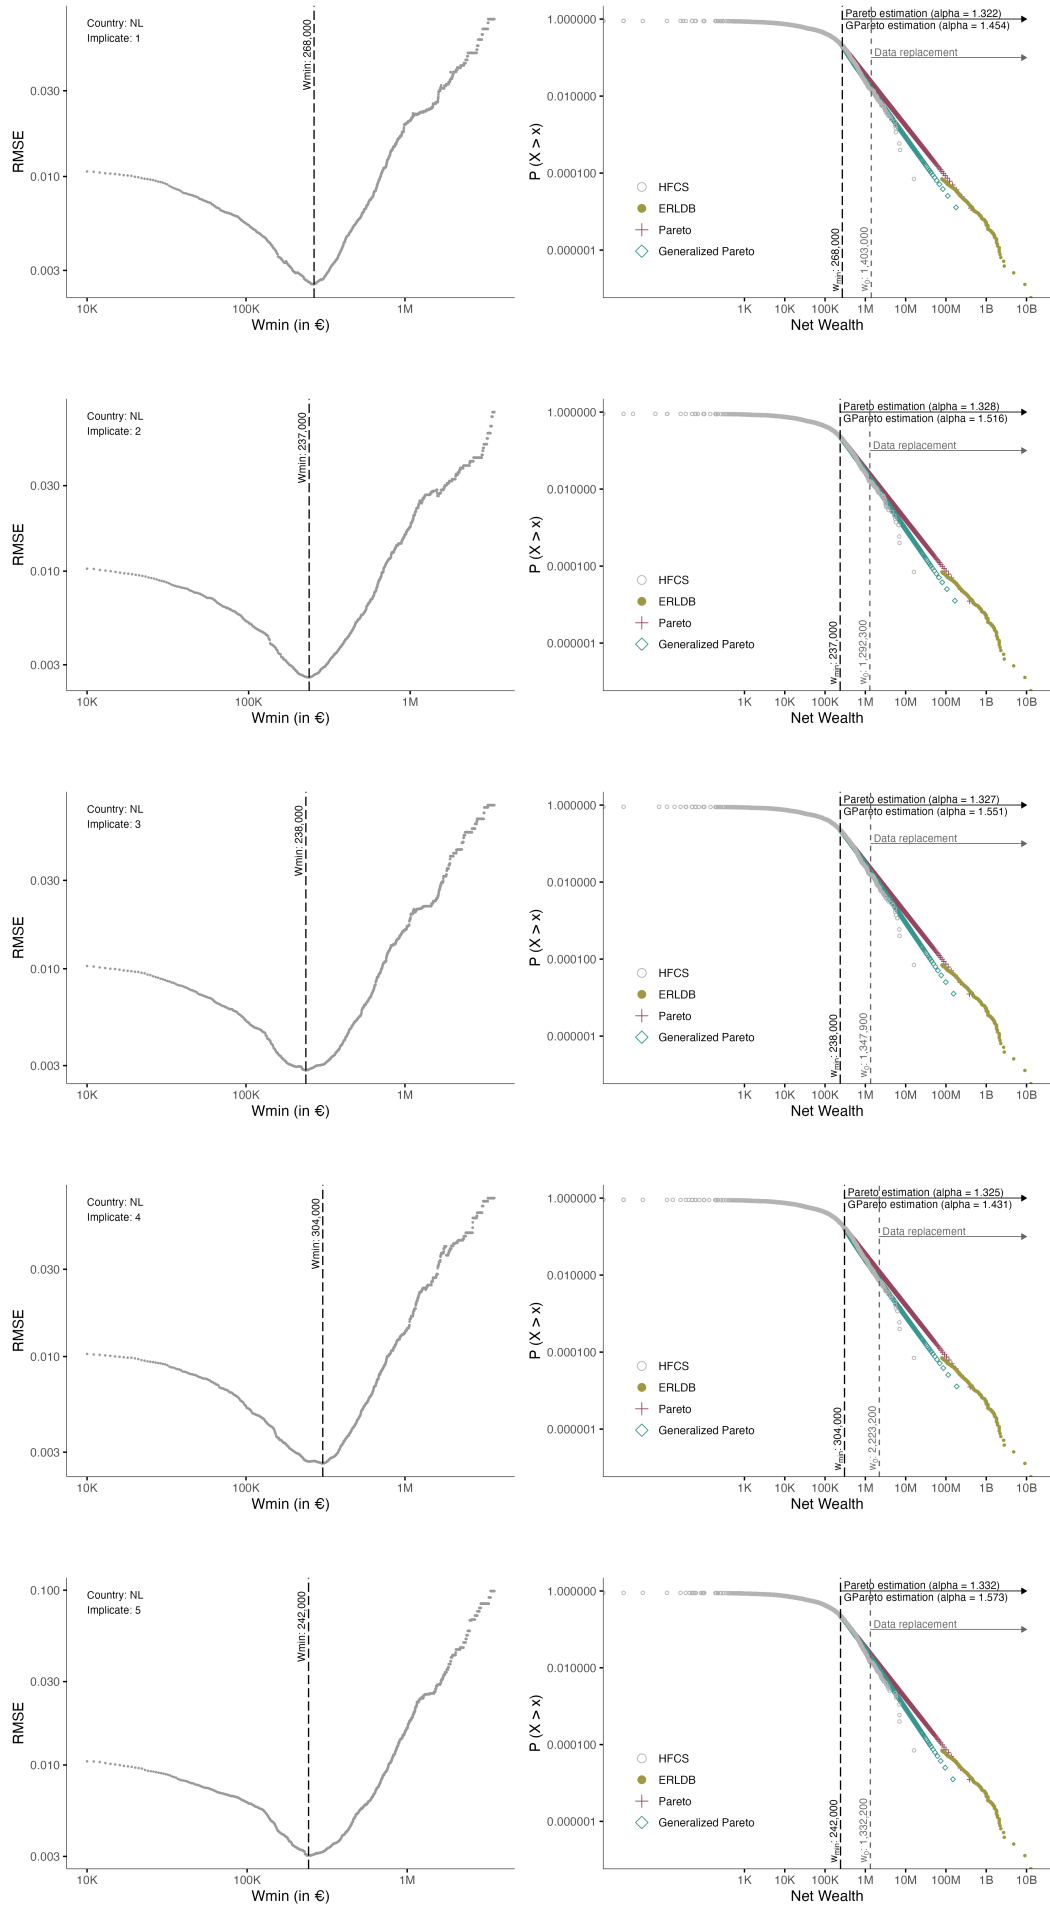 Country: NL
Implicate: 1
Wmin: 268,000
0.030
0.010
0.003
RMSE
10K 100K 1M
Wmin (in €)
Pareto estimation (alpha = 1.322)
GPareto estimation (alpha = 1.454)
Data replacement
1.000000
0.010000
0.000100
0.000001
P (X > x)
HFCS
ERLDB
Pareto
Generalized Pareto
wmin: 268,000
w0: 1,403,000
1K 10K 100K 1M 10M 100M 1B 10B
Net Wealth
Country: NL
Implicate: 2
Wmin: 237,000
0.030
0.010
0.003
RMSE
10K 100K 1M
Wmin (in €)
Pareto estimation (alpha = 1.328)
GPareto estimation (alpha = 1.516)
Data replacement
1.000000
0.010000
0.000100
0.000001
P (X > x)
HFCS
ERLDB
Pareto
Generalized Pareto
wmin: 237,000
w0: 1,292,300
1K 10K 100K 1M 10M 100M 1B 10B
Net Wealth
Country: NL
Implicate: 3
Wmin: 238,000
0.030
0.010
0.003
RMSE
10K 100K 1M
Wmin (in €)
Pareto estimation (alpha = 1.327)
GPareto estimation (alpha = 1.551)
Data replacement
1.000000
0.010000
0.000100
0.000001
P (X > x)
HFCS
ERLDB
Pareto
Generalized Pareto
wmin: 238,000
w0: 1,347,900
1K 10K 100K 1M 10M 100M 1B 10B
Net Wealth
Country: NL
Implicate: 4
Wmin: 304,000
0.030
0.010
0.003
RMSE
10K 100K 1M
Wmin (in €)
Pareto estimation (alpha = 1.325)
GPareto estimation (alpha = 1.431)
Data replacement
1.000000
0.010000
0.000100
0.000001
P (X > x)
HFCS
ERLDB
Pareto
Generalized Pareto
wmin: 304,000
w0: 2,223,200
1K 10K 100K 1M 10M 100M 1B 10B
Net Wealth
Country: NL
Implicate: 5
Wmin: 242,000
0.100
0.030
0.010
0.003
RMSE
10K 100K 1M
Wmin (in €)
Pareto estimation (alpha = 1.332)
GPareto estimation (alpha = 1.573)
Data replacement
1.000000
0.010000
0.000100
0.000001
P (X > x)
HFCS
ERLDB
Pareto
Generalized Pareto
wmin: 242,000
w0: 1,332,200
1K 10K 100K 1M 10M 100M 1B 10B
Net Wealth